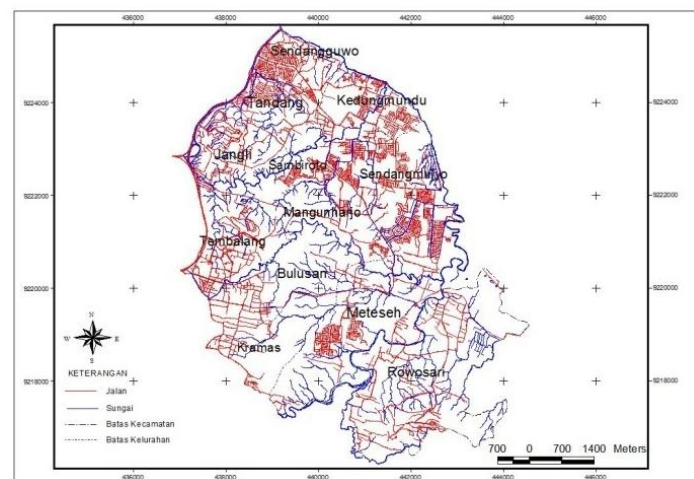 436000 438000 440000 442000 444000 446000
Sendangguwo
9224000
9224000
Tandang
Kedungmundu
Jangli
Sambiroto
Sendangmulyo
9222000
9222000
Mangunharjo
Tembalang
Bulusan
9220000
9220000
Meteseh
N
W E
S
Kramas
KETERANGAN
Jalan
Sungai
Batas Kecamatan
Batas Kelurahan
9218000
9218000
Rowosari
700 0 700 1400 Meters
436000 438000 440000 442000 444000 446000